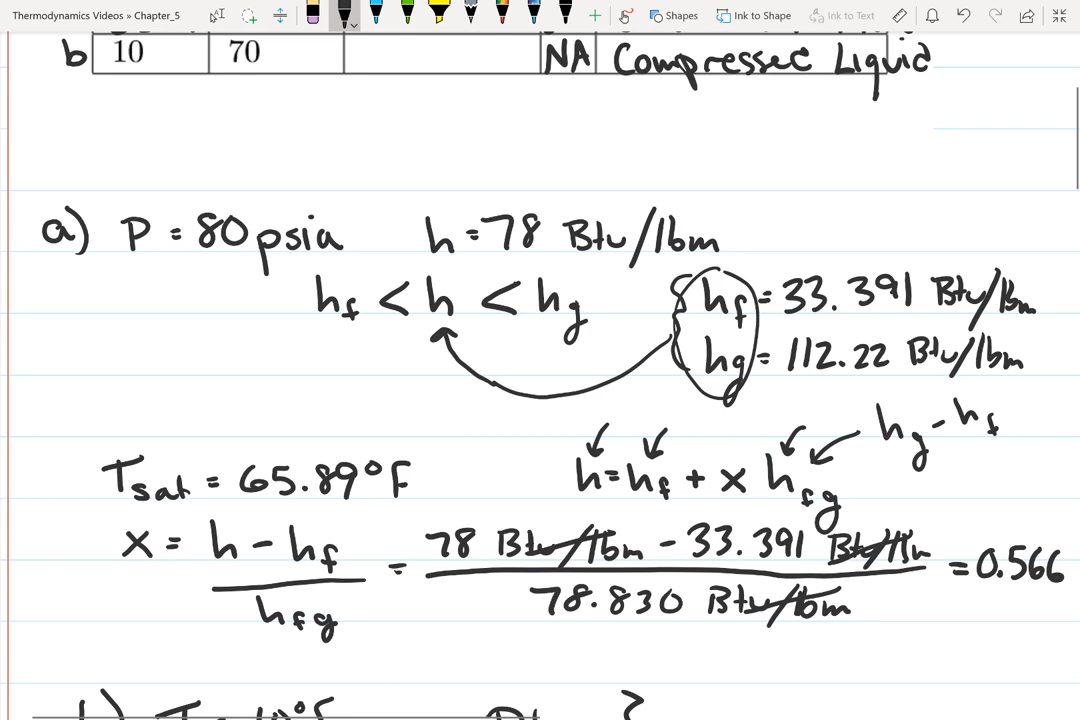 Thermodynamics Videos » Chapter_5 Shapes Ink to Shape Ink to Text
b 10 70 NA Compressed Liquid
a) P = 80 psia h = 78 Btu/lbm
hf < h < hg hf = 33.391 Btu/lbm
hg = 112.22 Btu/lbm
hg - hf
Tsat = 65.89°F h = hf + x hfg
x = h - hf / hfg = 78 Btu/lbm - 33.391 Btu/lbm / 78.830 Btu/lbm = 0.566